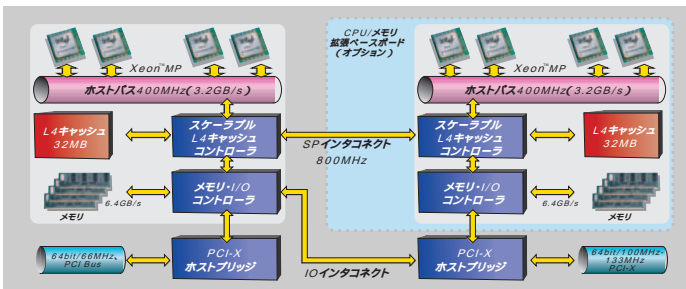 CPU/メモリ
拡張ベースボード
(オプション)
Xeon™MP
ホストバス400MHz(3.2GB/s)
L4キャッシュ
32MB
スケーラブル
L4キャッシュ
コントローラ
SPインタコネクト
800MHz
メモリ・I/O
コントローラ
6.4GB/s
メモリ
64bit/66MHz、
PCI Bus
PCI-X
ホストブリッジ
IOインタコネクト
Xeon™MP
ホストバス400MHz(3.2GB/s)
スケーラブル
L4キャッシュ
コントローラ
L4キャッシュ
32MB
メモリ・I/O
コントローラ
6.4GB/s
メモリ
PCI-X
ホストブリッジ
64bit/100MHz-
133MHz
PCI-X